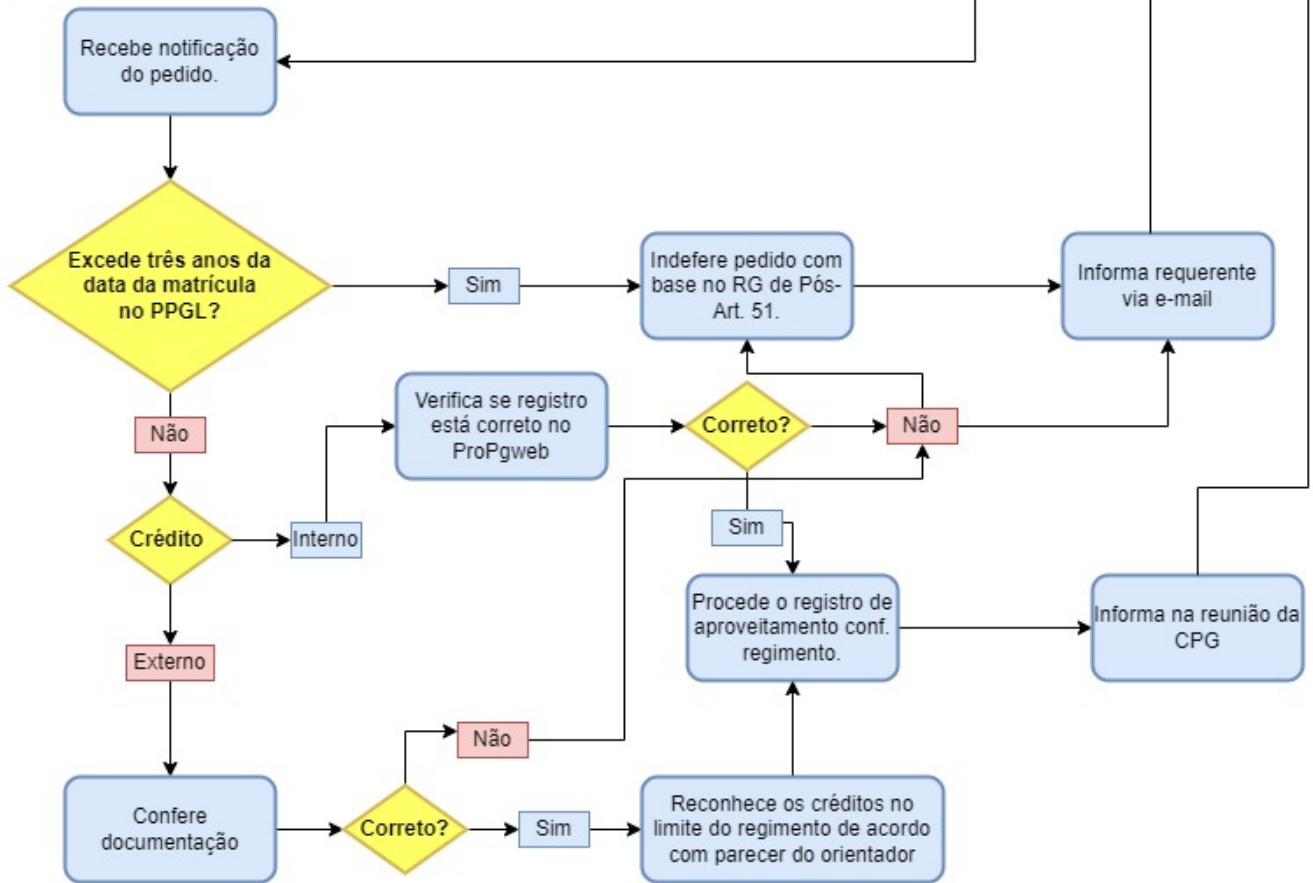 Recebe notificação
do pedido.
Excede três anos da
data da matrícula
no PPGL?
Sim
Indefere pedido com
base no RG de Pós-
Art. 51.
Informa requerente
via e-mail
Não
Verifica se registro
está correto no
ProPgweb
Correto?
Não
Crédito
Interno
Sim
Procede o registro de
aproveitamento conf.
regimento.
Informa na reunião da
CPG
Externo
Não
Confere
documentação
Correto?
Sim
Reconhece os créditos no
limite do regimento de acordo
com parecer do orientador